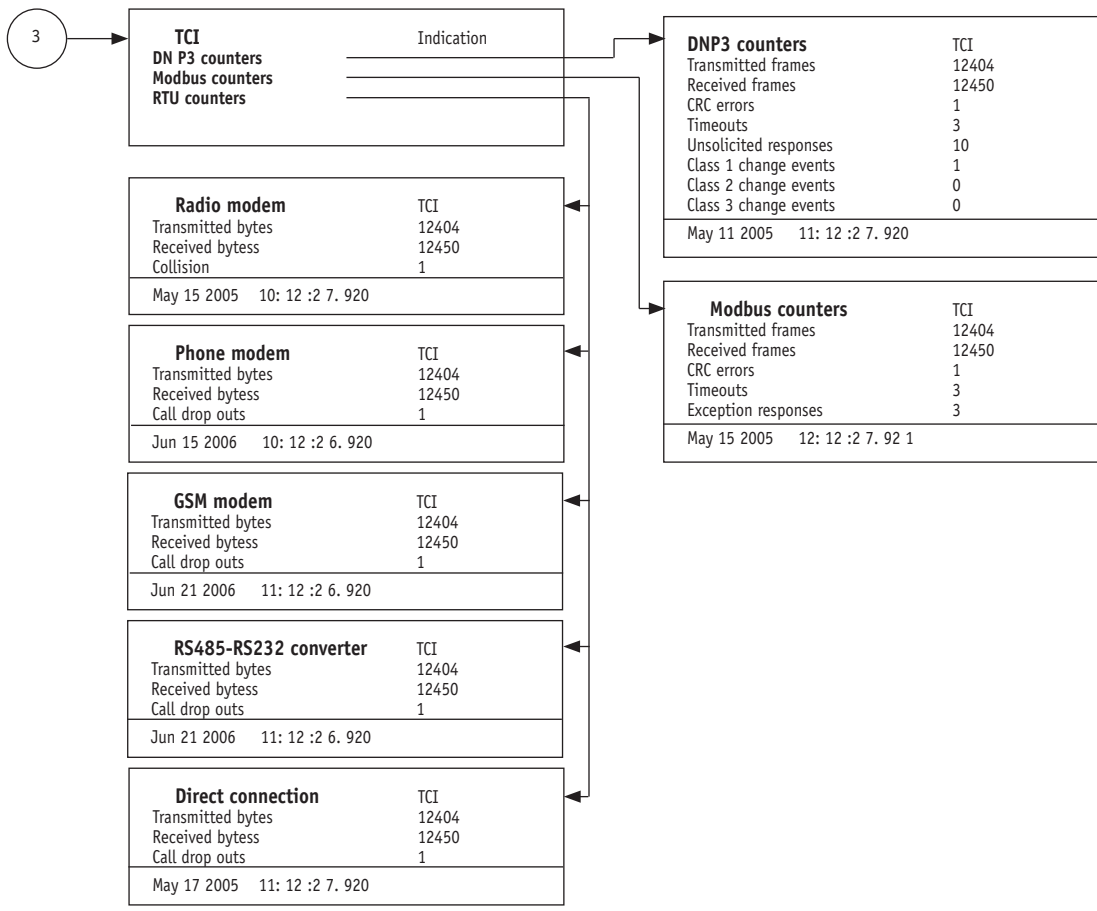 3
TCI Indication
DN P3 counters
Modbus counters
RTU counters
Radio modem TCI
Transmitted bytes 12404
Received bytess 12450
Collision 1
May 15 2005 10: 12 :2 7. 920
Phone modem TCI
Transmitted bytes 12404
Received bytess 12450
Call drop outs 1
Jun 15 2006 10: 12 :2 6. 920
GSM modem TCI
Transmitted bytes 12404
Received bytess 12450
Call drop outs 1
Jun 21 2006 11: 12 :2 6. 920
RS485-RS232 converter TCI
Transmitted bytes 12404
Received bytess 12450
Call drop outs 1
Jun 21 2006 11: 12 :2 6. 920
Direct connection TCI
Transmitted bytes 12404
Received bytess 12450
Call drop outs 1
May 17 2005 11: 12 :2 7. 920
DNP3 counters TCI
Transmitted frames 12404
Received frames 12450
CRC errors 1
Timeouts 3
Unsolicited responses 10
Class 1 change events 1
Class 2 change events 0
Class 3 change events 0
May 11 2005 11: 12 :2 7. 920
Modbus counters TCI
Transmitted frames 12404
Received frames 12450
CRC errors 1
Timeouts 3
Exception responses 3
May 15 2005 12: 12 :2 7. 92 1